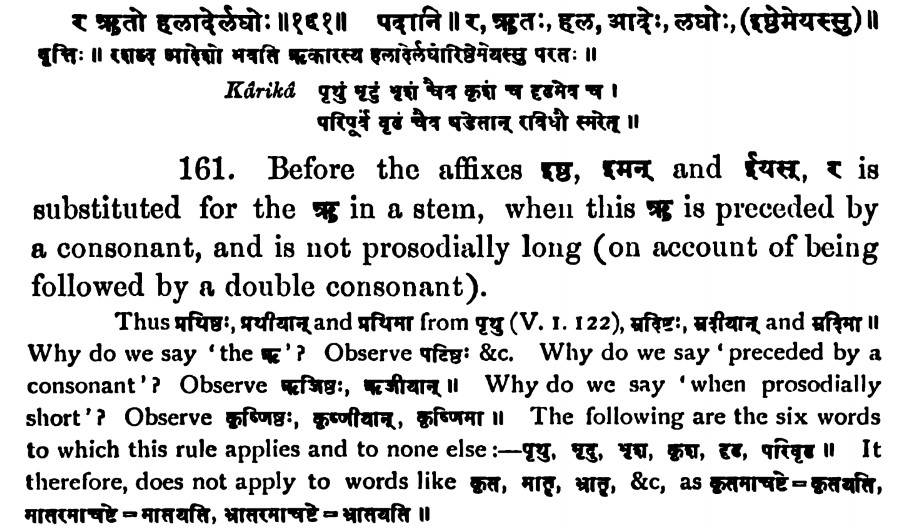 र ऋतो हलादेर्लघोः ॥१६१॥ पदानि ॥ र, ऋतः, हल, आदेः, लघोः, (इष्ठेमेयस्सु) ॥
वृत्तिः ॥ रशब्द आदेशो भवति ऋकारस्य हलादेर्लघोरिष्ठेमेयस्सु परतः ॥
Kârikâ पृथुं मृदुं भृशं चैव कृशं च दृढमेव च ।
परिपूर्वं वृढं चैव षडेतान् रविधौ स्मरेत् ॥
161. Before the affixes इष्ठ, इमन् and ईयस्, र is
substituted for the ऋ in a stem, when this ऋ is preceded by
a consonant, and is not prosodially long (on account of being
followed by a double consonant).
Thus प्रथिष्ठः, प्रथीयान् and प्रथिमा from पृथु (V. 1. 122), म्रदिष्टः, म्रदीयान् and म्रदिमा ॥
Why do we say 'the ऋ'? Observe पटिष्ठः &c. Why do we say 'preceded by a
consonant'? Observe ऋजिष्ठः, ऋजीयान् ॥ Why do we say 'when prosodially
short'? Observe कृष्णिष्ठः, कृष्णीयान्, कृष्णिमा ॥ The following are the six words
to which this rule applies and to none else :—पृथु, मृदु, भृश, कृश, दृढ, परिवृढ ॥ It
therefore, does not apply to words like कृत, मातृ, भ्रातृ, &c, as कृतमाचष्टे = कृतयति,
मातरमाचष्टे = मातयति, भ्रातरमाचष्टे = भ्रातयति ॥